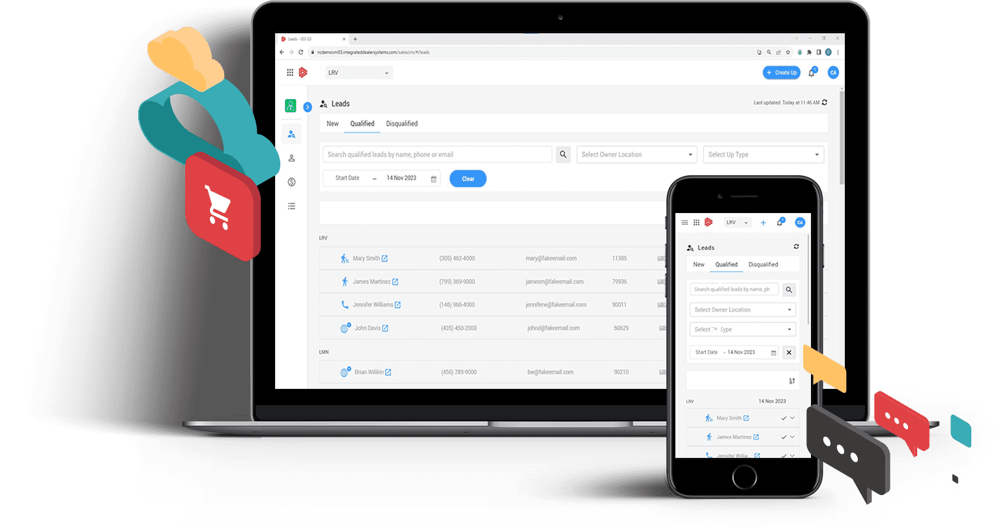 Leads - IDS G3
ncdemovm03.integrateddealersystems.com/salescrm/#/leads
LRV
+ Create Up
1
CA
Leads
Last updated: Today at 11:46 AM
New Qualified Disqualified
Search qualified leads by name, phone or email
Select Owner Location
Select Up Type
Start Date – 14 Nov 2023
Clear
LRV
Mary Smith (305) 462-4000 mary@fakeemail.com 11385
James Martinez (799) 369-9000 jamesm@fakeemail.com 79936
Jennifer Williams (146) 966-4000 jenniferw@fakeemail.com 90011
John Davis (435) 450-2000 johnd@fakeemail.com 60629
LMN
Brian Wilikin (456) 789-9000 bw@fakeemail.com 90210
LRV
+
1
CA
Leads
New Qualified Disqualified
Search qualified leads by name, ph
Select Owner Location
Select Type
Start Date - 14 Nov 2023
LRV 14 Nov 2023
Mary Smith
James Martinez
Jennifer Willia...